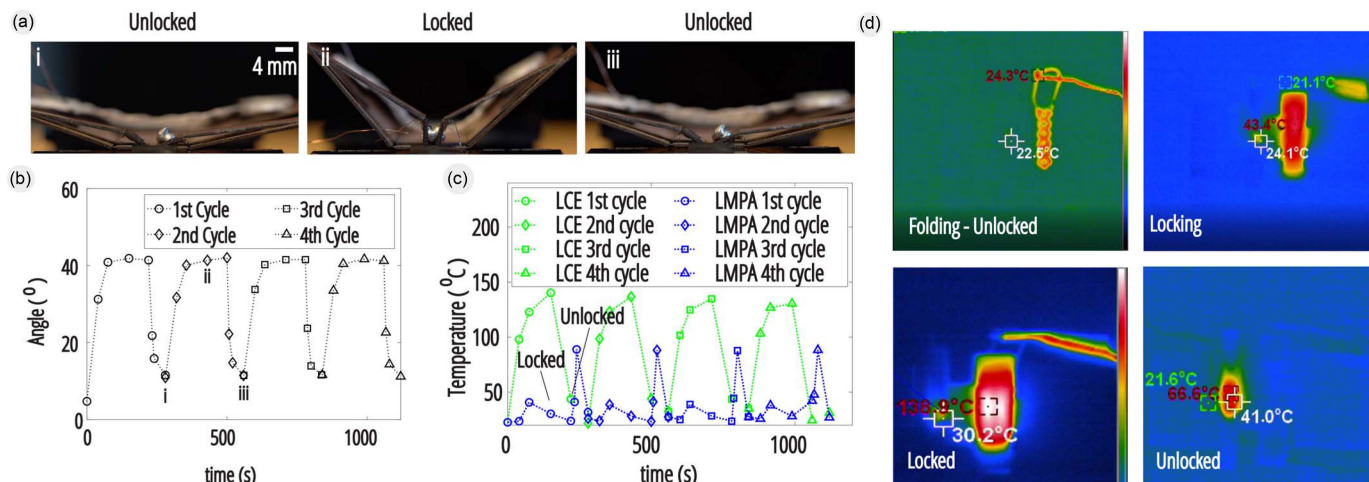 (a)
Unlocked
Locked
Unlocked
i
4 mm
ii
iii
(b)
60
40
20
0
Angle (⁰)
1st Cycle
2nd Cycle
3rd Cycle
4th Cycle
ii
i
iii
0
500
1000
time (s)
(c)
200
150
100
50
Temperature (⁰C)
LCE 1st cycle
LCE 2nd cycle
LCE 3rd cycle
LCE 4th cycle
LMPA 1st cycle
LMPA 2nd cycle
LMPA 3rd cycle
LMPA 4th cycle
Locked
Unlocked
0
500
1000
time (s)
(d)
24.3°C
22.5°C
Folding - Unlocked
21.1°C
43.4°C
24.1°C
Locking
30.2°C
Locked
21.6°C
66.6°C
41.0°C
Unlocked